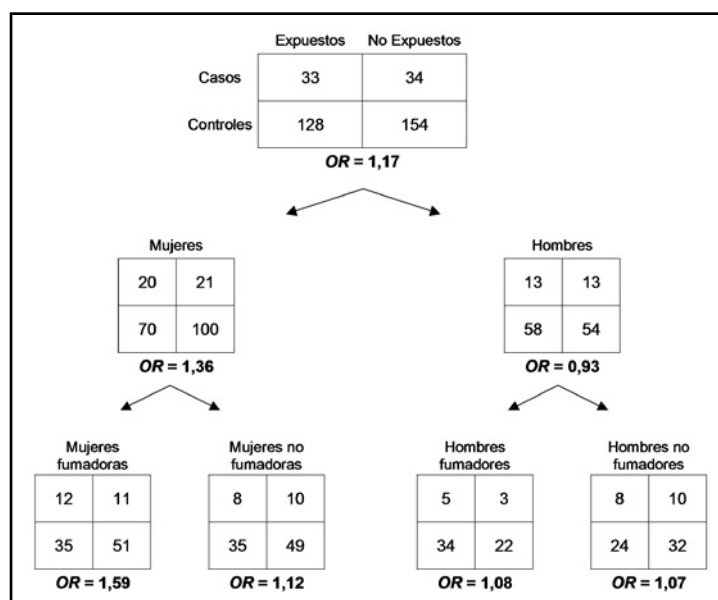 Expuestos No Expuestos
Casos 33 34
Controles 128 154
OR = 1,17
Mujeres Hombres
20 21 13 13
70 100 58 54
OR = 1,36 OR = 0,93
Mujeres fumadoras Mujeres no fumadoras Hombres fumadores Hombres no fumadores
12 11 8 10 5 3 8 10
35 51 35 49 34 22 24 32
OR = 1,59 OR = 1,12 OR = 1,08 OR = 1,07